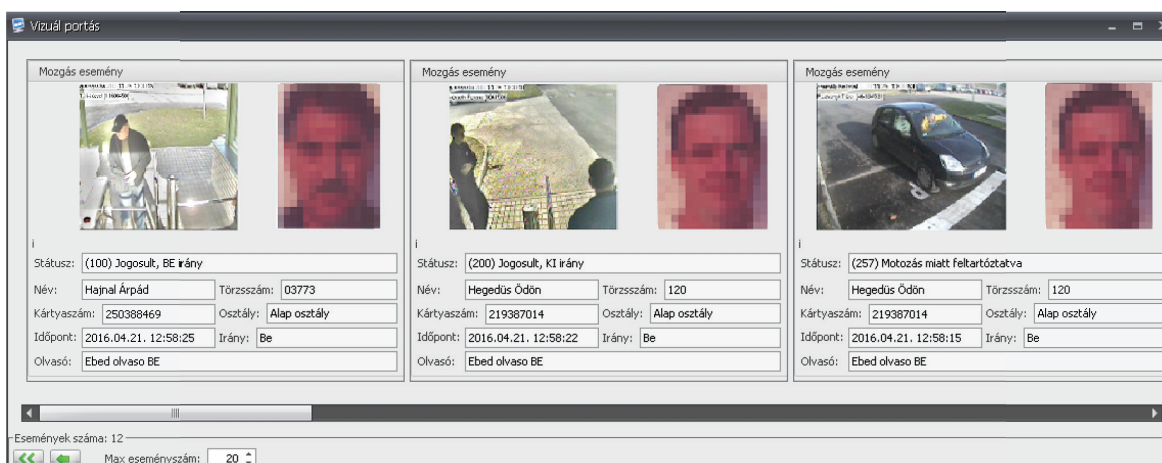 Vizuál portás
Mozgás esemény
i
Státusz: (100) Jogosult, BE irány
Név: Hajnal Árpád Törzsszám: 03773
Kártyaszám: 250388469 Osztály: Alap osztály
Időpont: 2016.04.21. 12:58:25 Irány: Be
Olvasó: Ebed olvaso BE
Mozgás esemény
Státusz: (200) Jogosult, KI irány
Név: Hegedüs Ödön Törzsszám: 120
Kártyaszám: 219387014 Osztály: Alap osztály
Időpont: 2016.04.21. 12:58:22 Irány: Be
Olvasó: Ebed olvaso BE
Mozgás esemény
i
Státusz: (257) Motozás miatt feltartóztatva
Név: Hegedüs Ödön Törzsszám: 120
Kártyaszám: 219387014 Osztály: Alap osztály
Időpont: 2016.04.21. 12:58:15 Irány: Be
Olvasó: Ebed olvaso BE
Események száma: 12
Max eseményszám: 20